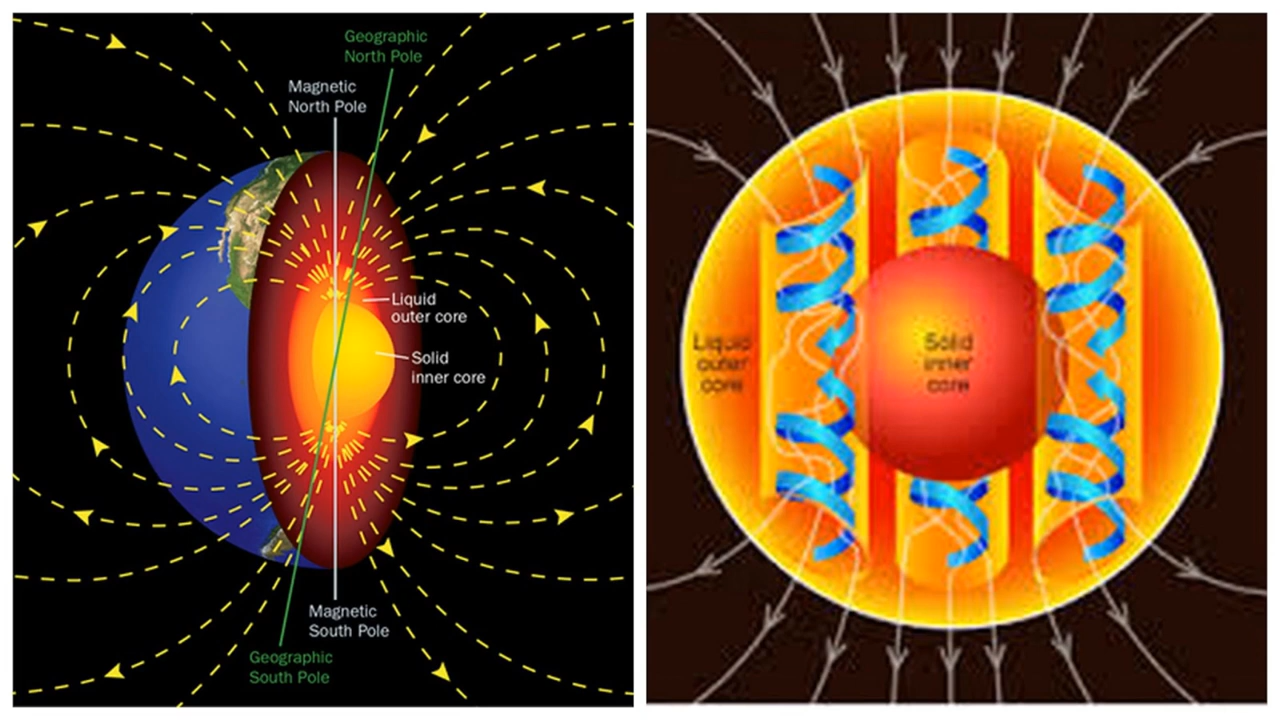 Geographic
North Pole
Magnetic
North Pole
Liquid
outer core
Solid
inner core
Magnetic
South Pole
Geographic
South Pole
Liquid
outer
core
Solid
inner
core